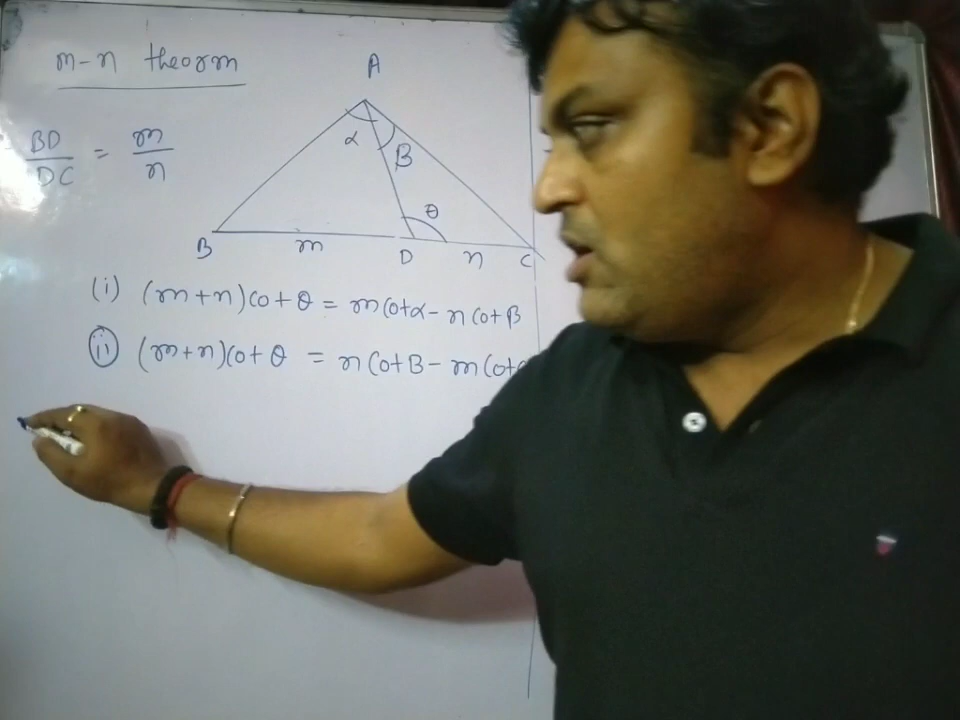 m-n theorm
A
BD/DC = m/n
α
β
θ
B
m
D
n
C
(i) (m+n)cot θ = m cot α - n cot β
(ii) (m+n)cot θ = n cot B - m cot